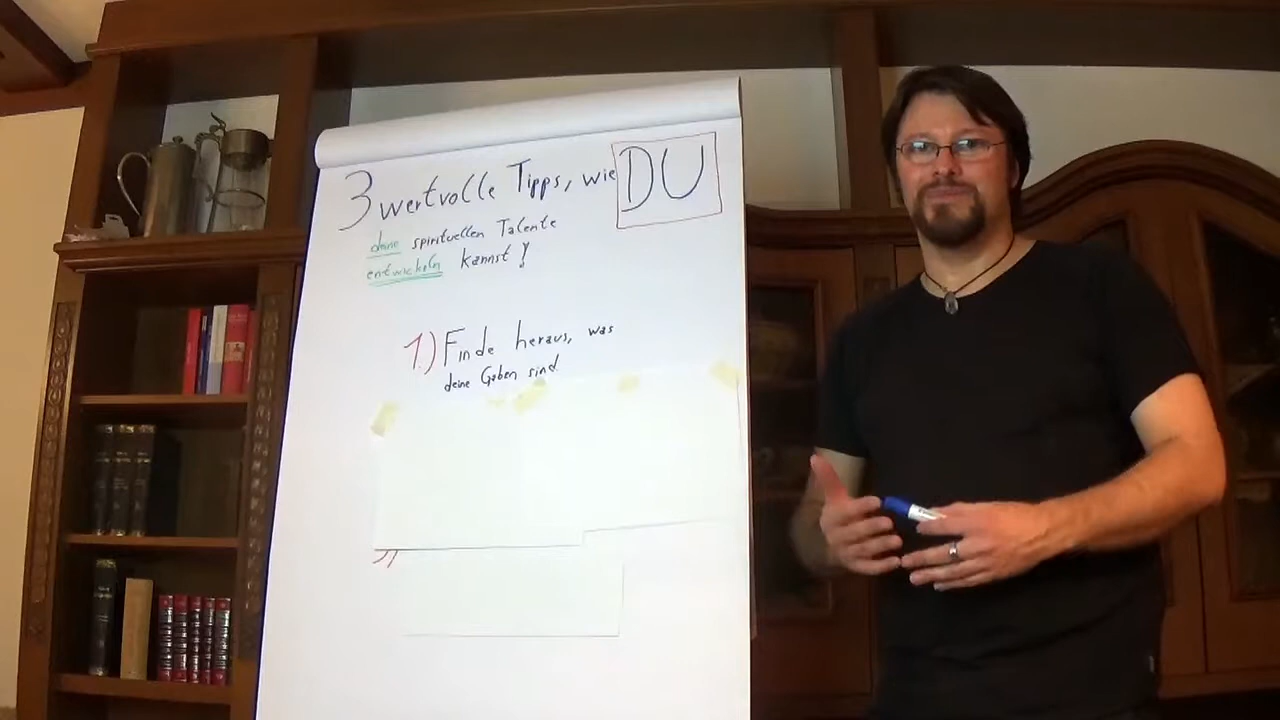 3 wertvolle Tipps, wie DU
deine spirituellen Talente
entwickeln kannst!
1.) Finde heraus, was
deine Gaben sind